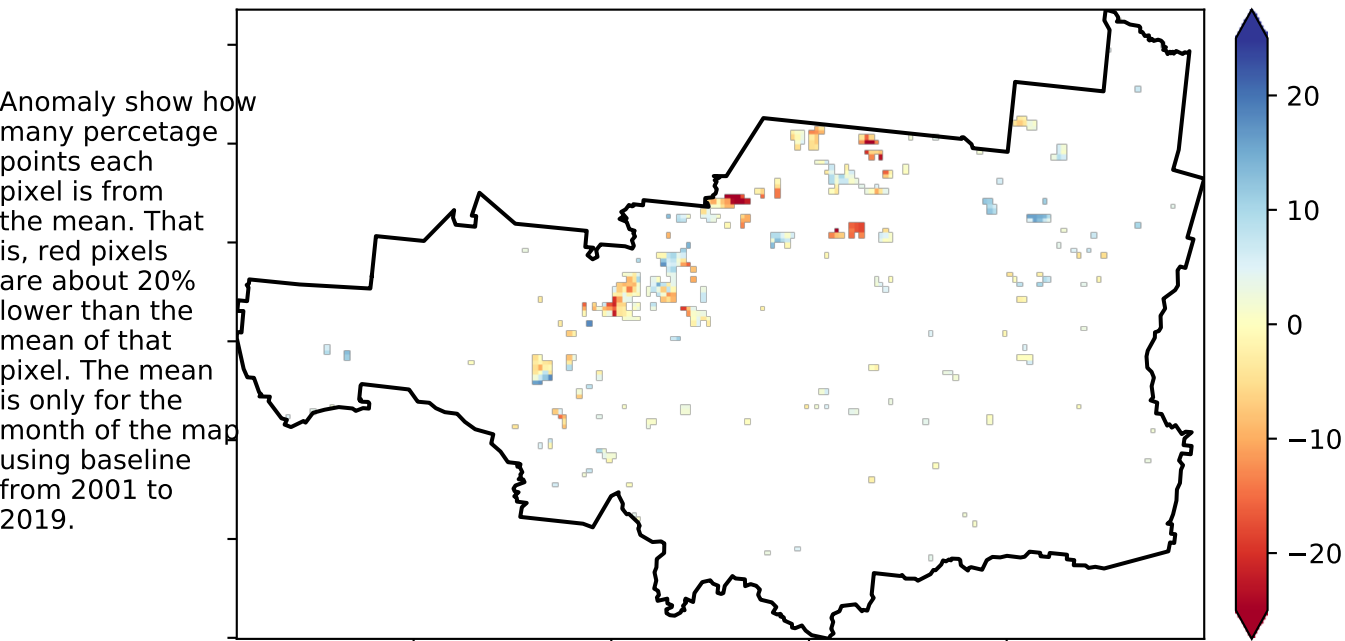 Anomaly show how
many percetage
points each
pixel is from
the mean. That
is, red pixels
are about 20%
lower than the
mean of that
pixel. The mean
is only for the
month of the map
using baseline
from 2001 to
2019.
20
10
0
−10
−20